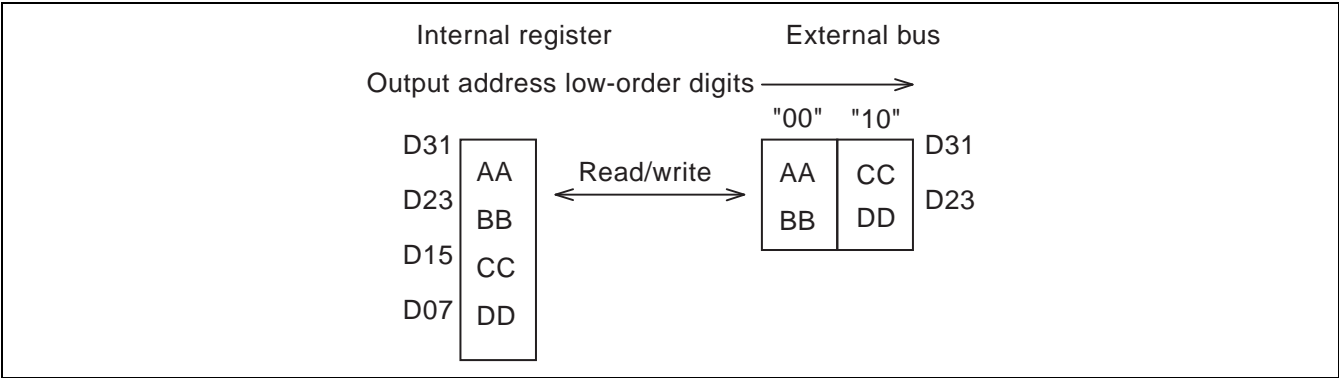 Internal register External bus
Output address low-order digits
"00" "10"
D31 D31
AA Read/write AA CC
D23 D23
BB BB DD
D15
CC
D07
DD